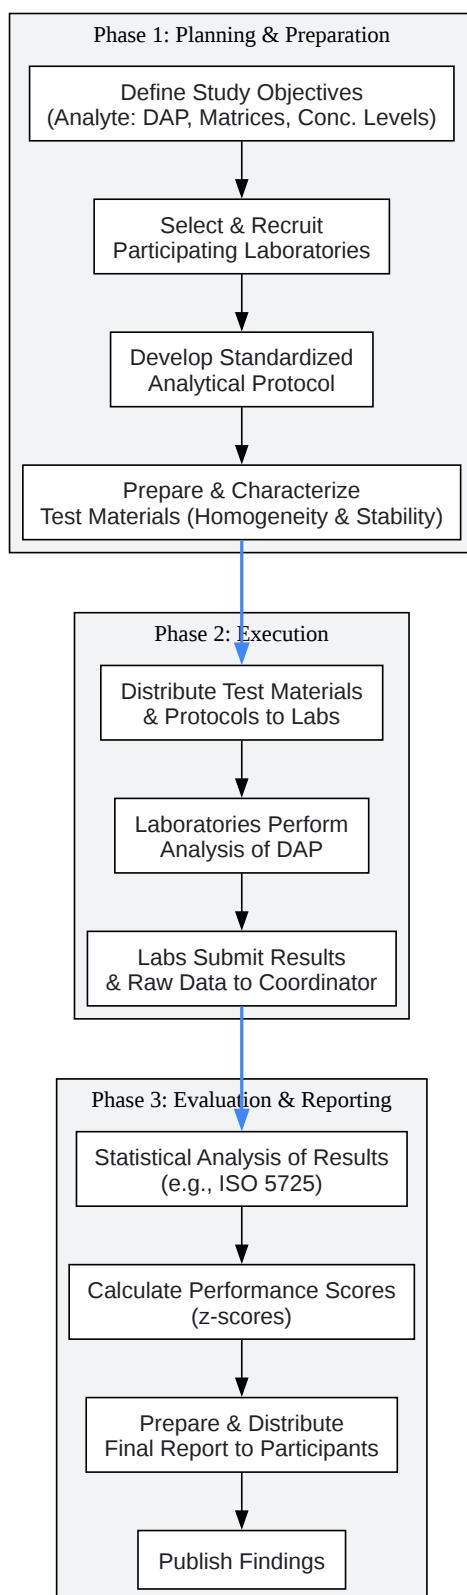 Phase 1: Planning & Preparation
Define Study Objectives
(Analyte: DAP, Matrices, Conc. Levels)
Select & Recruit
Participating Laboratories
Develop Standardized
Analytical Protocol
Prepare & Characterize
Test Materials (Homogeneity & Stability)
Phase 2: Execution
Distribute Test Materials
& Protocols to Labs
Laboratories Perform
Analysis of DAP
Labs Submit Results
& Raw Data to Coordinator
Phase 3: Evaluation & Reporting
Statistical Analysis of Results
(e.g., ISO 5725)
Calculate Performance Scores
(z-scores)
Prepare & Distribute
Final Report to Participants
Publish Findings